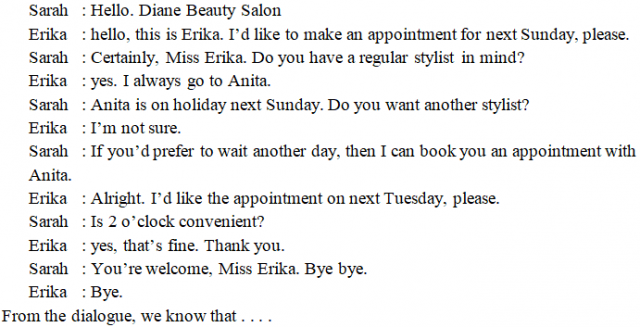 Sarah : Hello. Diane Beauty Salon
Erika : hello, this is Erika. I'd like to make an appointment for next Sunday, please.
Sarah : Certainly, Miss Erika. Do you have a regular stylist in mind?
Erika : yes. I always go to Anita.
Sarah : Anita is on holiday next Sunday. Do you want another stylist?
Erika : I'm not sure.
Sarah : If you'd prefer to wait another day, then I can book you an appointment with
Anita.
Erika : Alright. I'd like the appointment on next Tuesday, please.
Sarah : Is 2 o'clock convenient?
Erika : yes, that's fine. Thank you.
Sarah : You're welcome, Miss Erika. Bye bye.
Erika : Bye.
From the dialogue, we know that . . . .